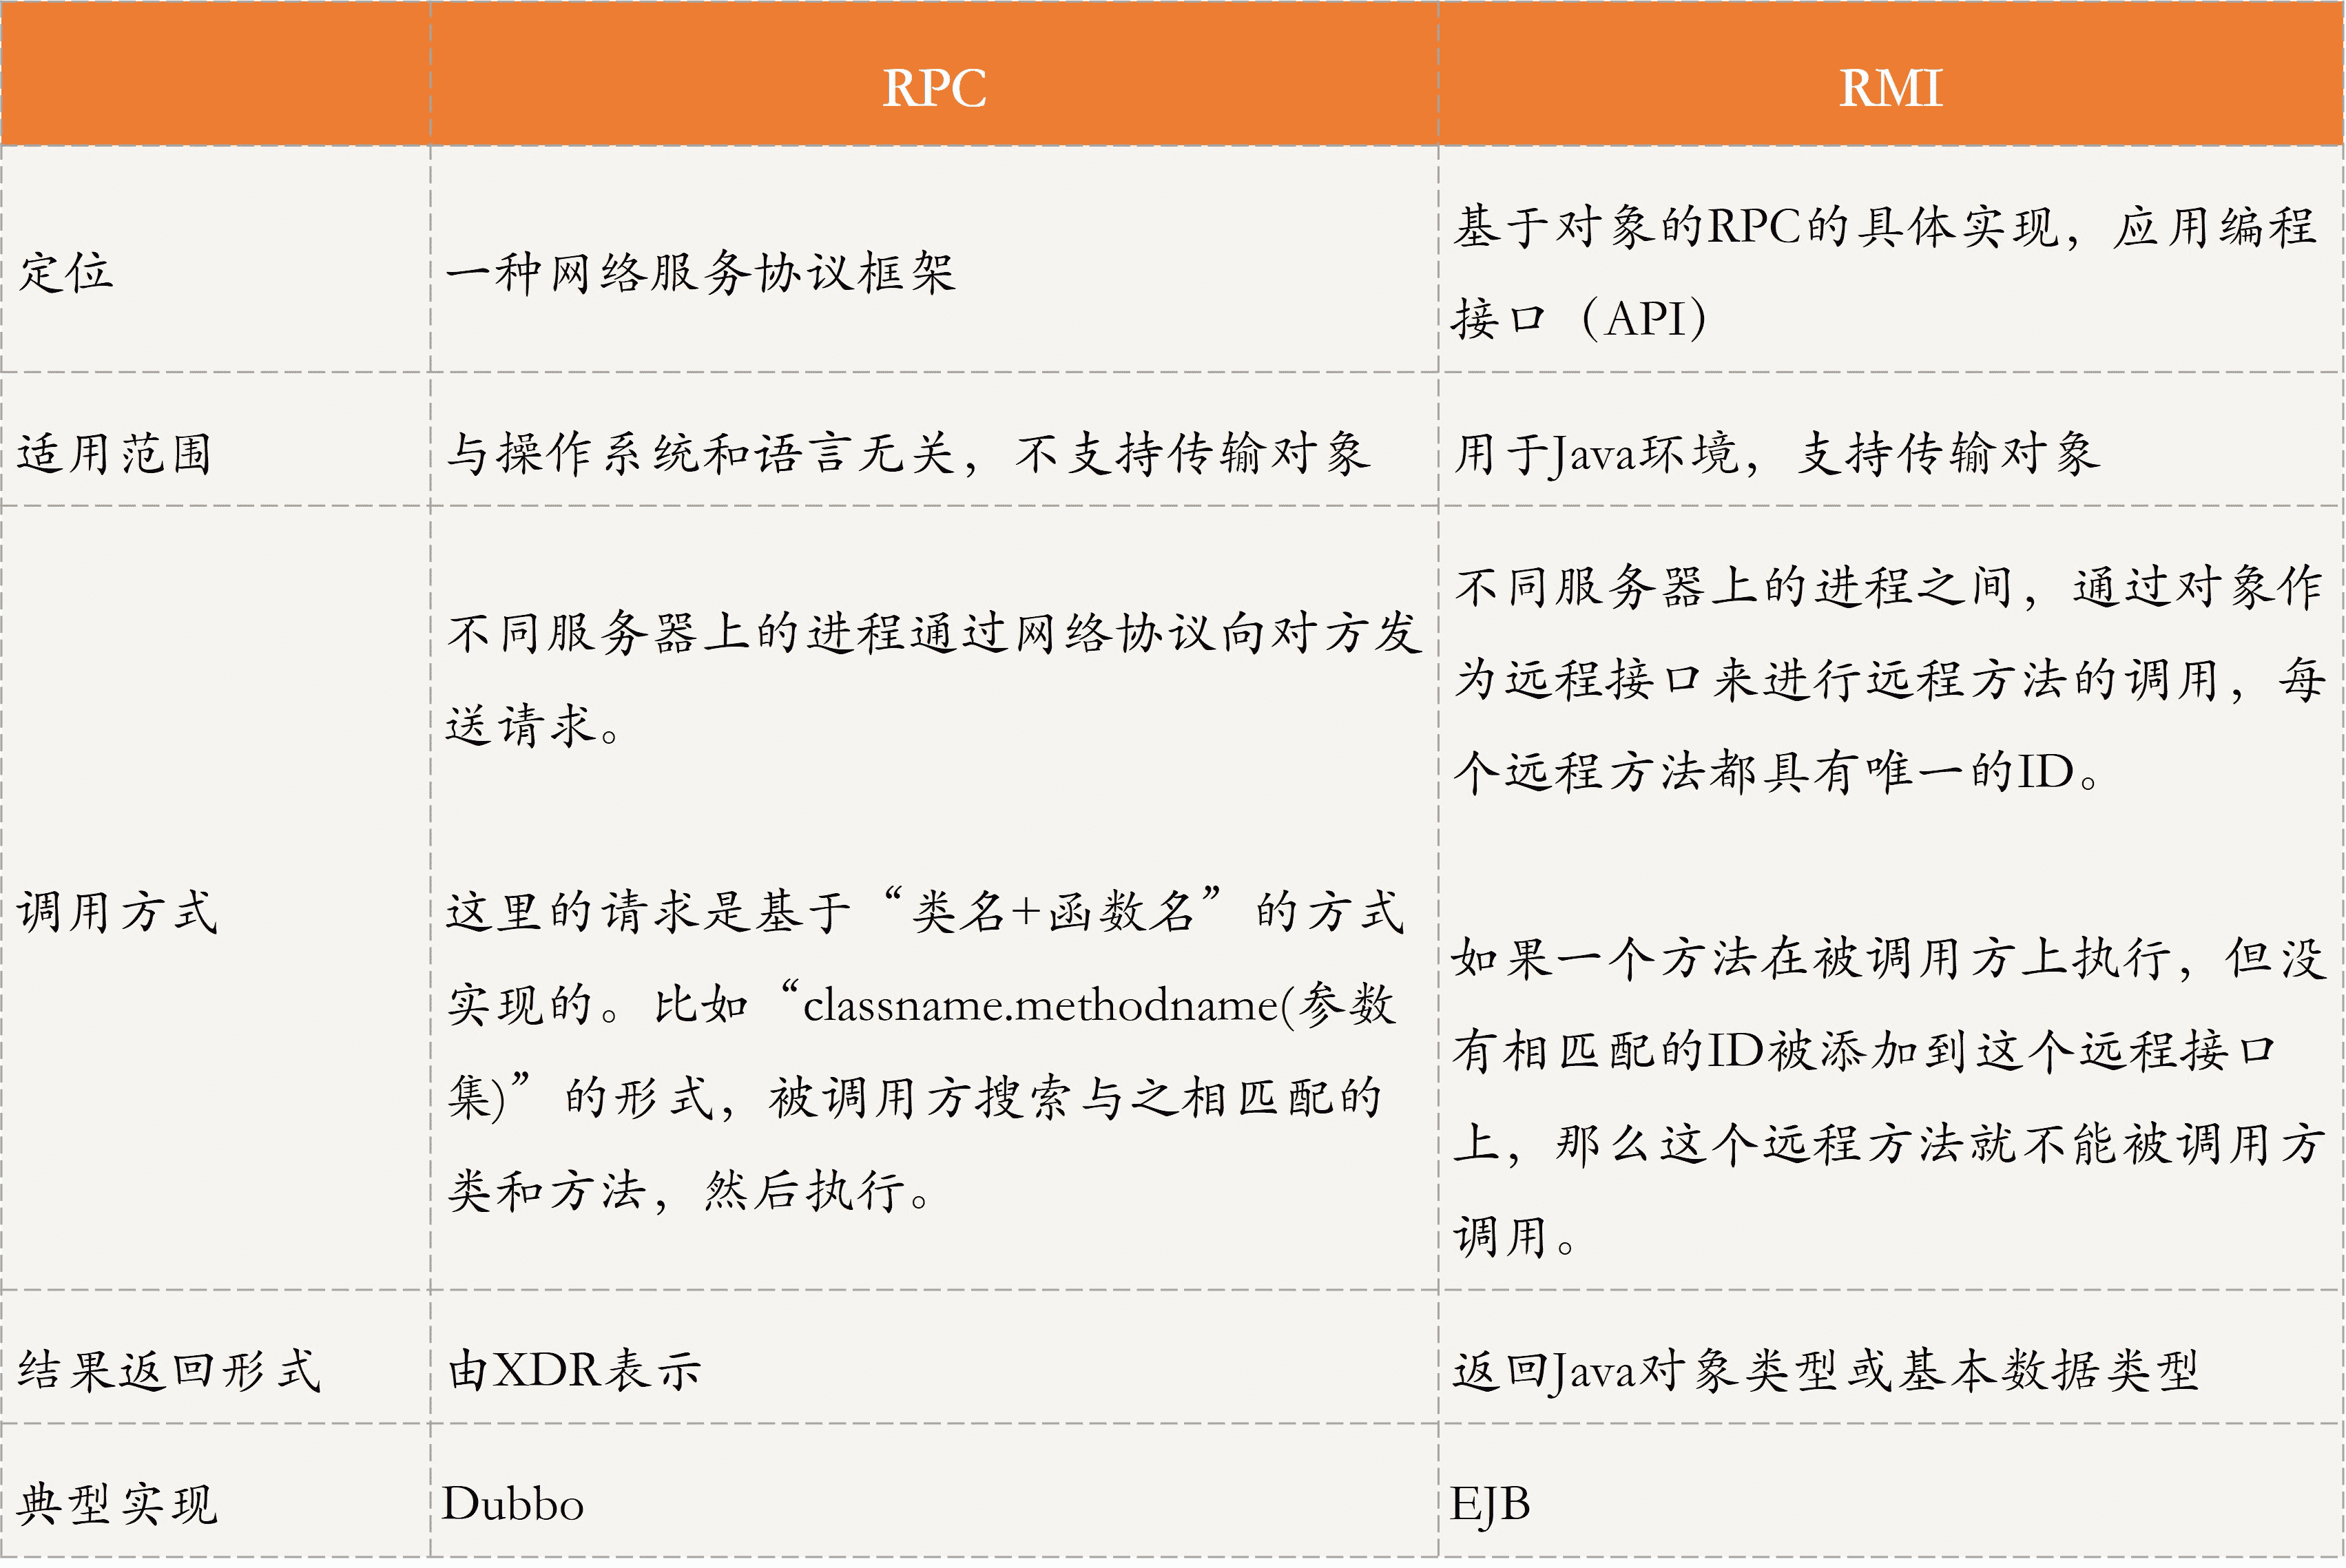 RPC
RMI
定位
一种网络服务协议框架
基于对象的RPC的具体实现，应用编程
接口（API）
适用范围
与操作系统和语言无关，不支持传输对象
用于Java环境，支持传输对象
调用方式
不同服务器上的进程通过网络协议向对方发
送请求。
这里的请求是基于“类名+函数名”的方式
实现的。比如“classname.methodname(参数
集)”的形式，被调用方搜索与之相匹配的
类和方法，然后执行。
不同服务器上的进程之间，通过对象作
为远程接口来进行远程方法的调用，每
个远程方法都具有唯一的ID。
如果一个方法在被调用方上执行，但没
有相匹配的ID被添加到这个远程接口
上，那么这个远程方法就不能被调用方
调用。
结果返回形式
由XDR表示
返回Java对象类型或基本数据类型
典型实现
Dubbo
EJB